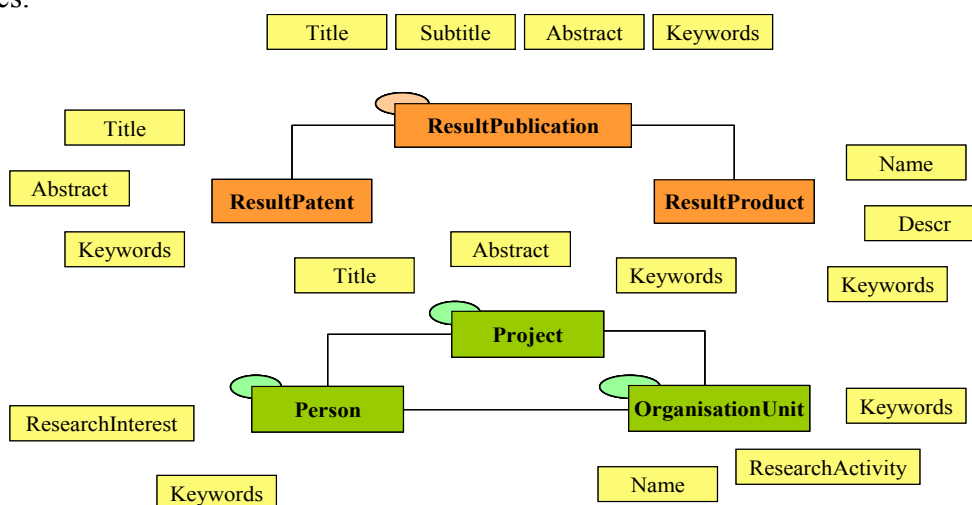 es.
Title
Subtitle
Abstract
Keywords
ResultPublication
Title
Name
Abstract
ResultPatent
ResultProduct
Descr
Keywords
Abstract
Title
Keywords
Keywords
Project
Person
OrganisationUnit
Keywords
ResearchInterest
ResearchActivity
Keywords
Name